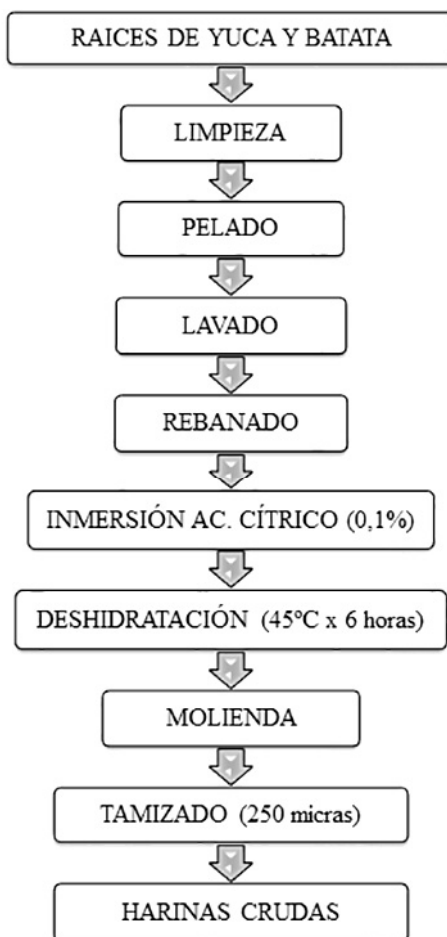 RAICES DE YUCA Y BATATA
LIMPIEZA
PELADO
LAVADO
REBANADO
INMERSIÓN AC. CÍTRICO (0,1%)
DESHIDRATACIÓN (45ºC x 6 horas)
MOLIENDA
TAMIZADO (250 micras)
HARINAS CRUDAS